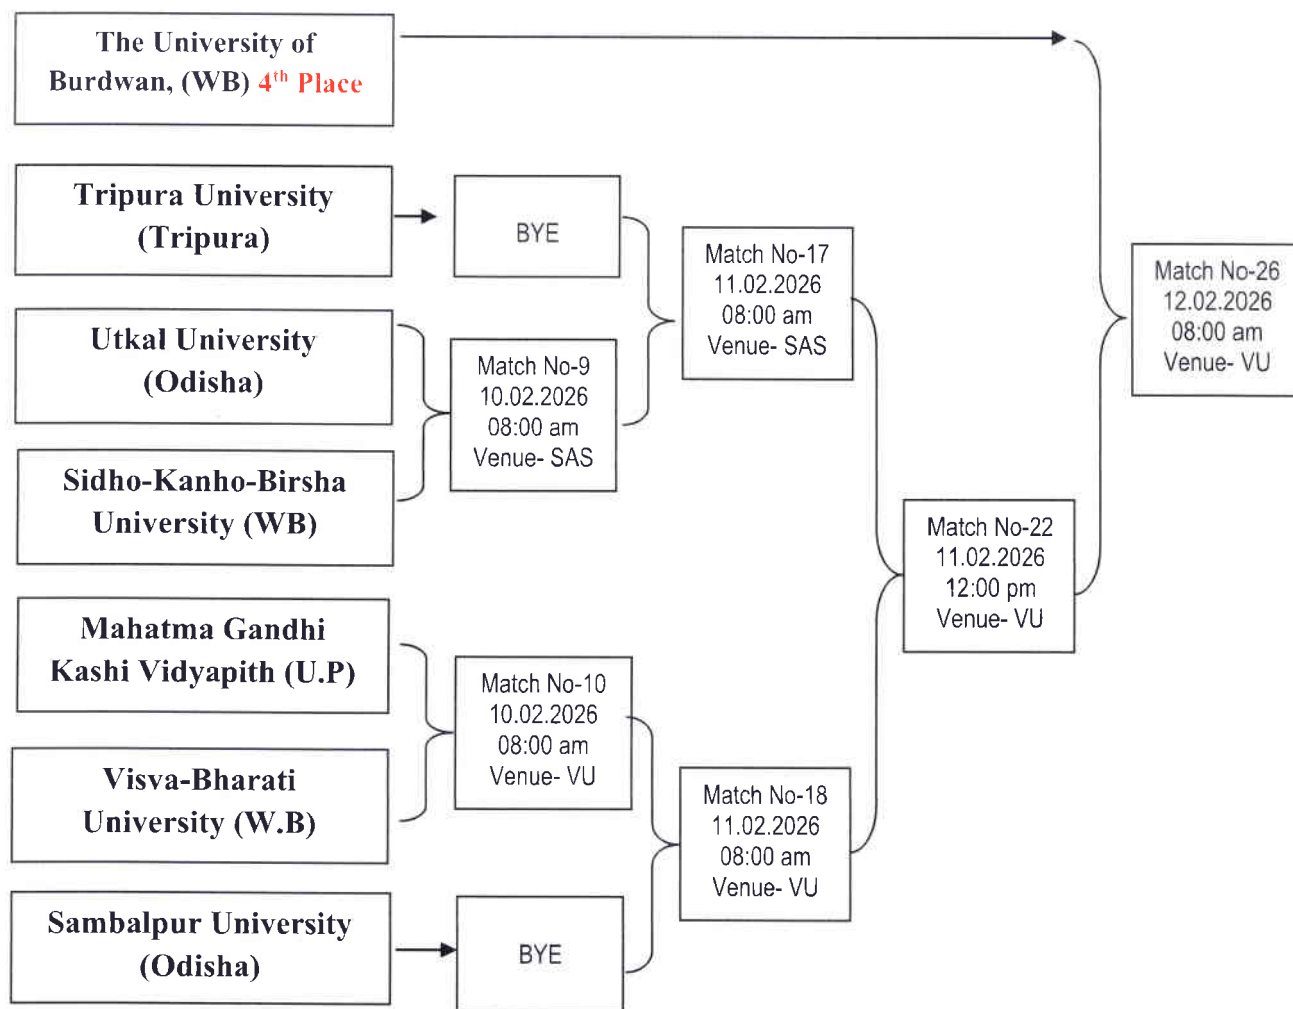 The University of
Burdwan, (WB) 4th Place
Tripura University
(Tripura)
BYE
Match No-17
11.02.2026
08:00 am
Venue- SAS
Match No-26
12.02.2026
08:00 am
Venue- VU
Utkal University
(Odisha)
Match No-9
10.02.2026
08:00 am
Venue- SAS
Sidho-Kanho-Birsha
University (WB)
Match No-22
11.02.2026
12:00 pm
Venue- VU
Mahatma Gandhi
Kashi Vidyapith (U.P)
Match No-10
10.02.2026
08:00 am
Venue- VU
Visva-Bharati
University (W.B)
Match No-18
11.02.2026
08:00 am
Venue- VU
Sambalpur University
(Odisha)
BYE